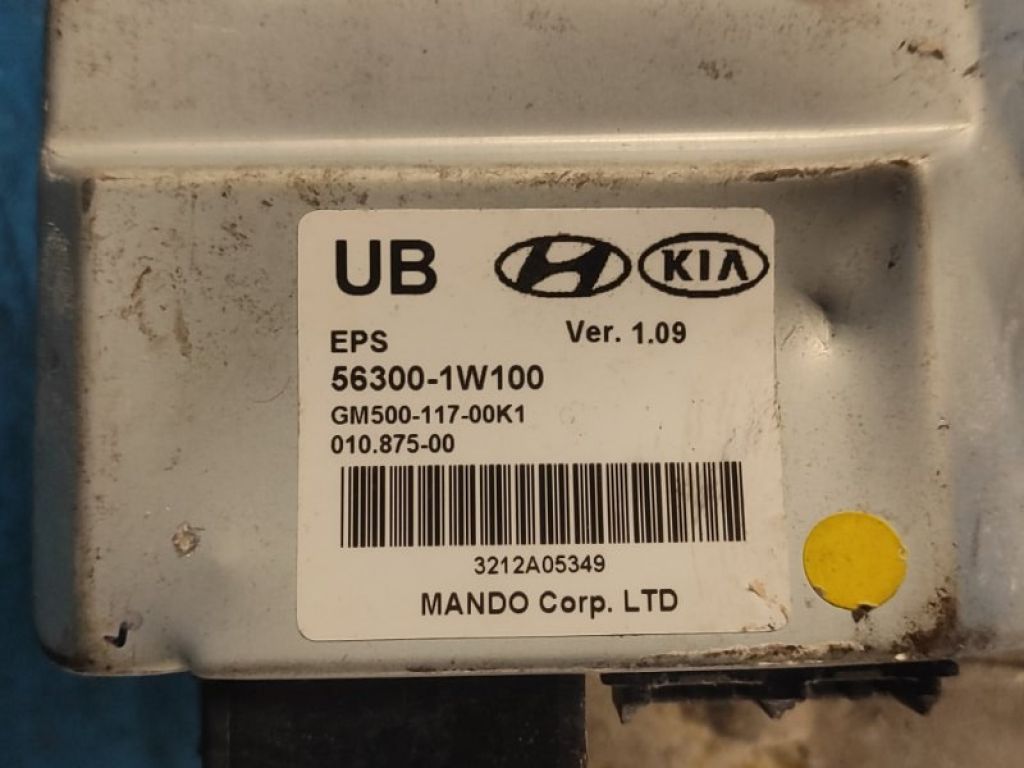 UB KIA
EPS Ver. 1.09
56300-1W100
GM500-117-00K1
010.875-00
3212A05349
MANDO Corp. LTD